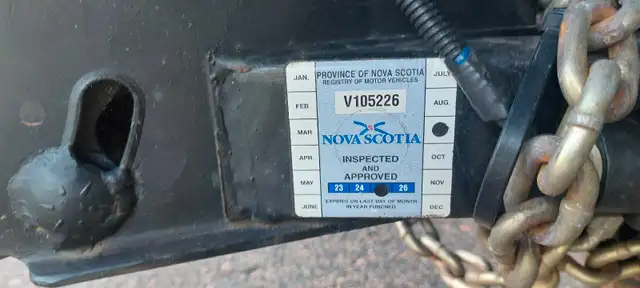 PROVINCE OF NOVA SCOTIA
REGISTRY OF MOTOR VEHICLES
V105226
NOVA SCOTIA
INSPECTED
AND
APPROVED
23 24 26
EXPIRES ON LAST DAY OF MONTH
IN YEAR PUNCHED
JAN.
FEB
MAR
APR.
MAY
JUNE
JULY
AUG.
OCT
NOV.
DEC.